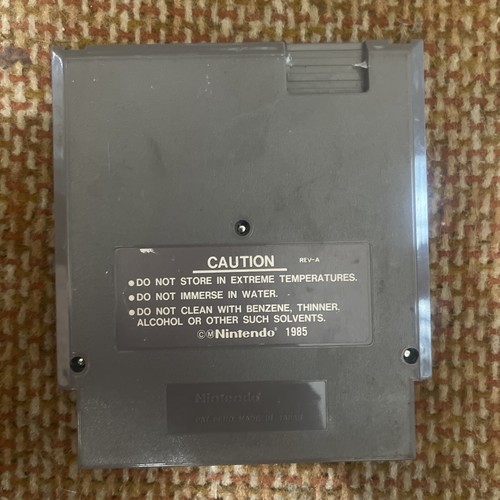 CAUTION REV-A
●DO NOT STORE IN EXTREME TEMPERATURES.
●DO NOT IMMERSE IN WATER.
●DO NOT CLEAN WITH BENZENE, THINNER,
ALCOHOL OR OTHER SUCH SOLVENTS.
©ⓂNintendo® 1985
Nintendo®